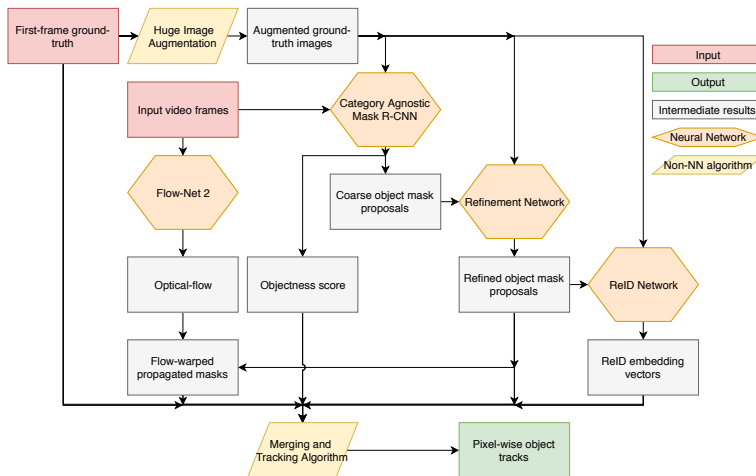 First-frame ground-
truth
Huge Image
Augmentation
Augmented ground-
truth images
Input
Output
Intermediate results
Neural Network
Non-NN algorithm
Input video frames
Category Agnostic
Mask R-CNN
Flow-Net 2
Coarse object mask
proposals
Refinement Network
Optical-flow
Objectness score
Refined object mask
proposals
ReID Network
Flow-warped
propagated masks
ReID embedding
vectors
Merging and
Tracking Algorithm
Pixel-wise object
tracks